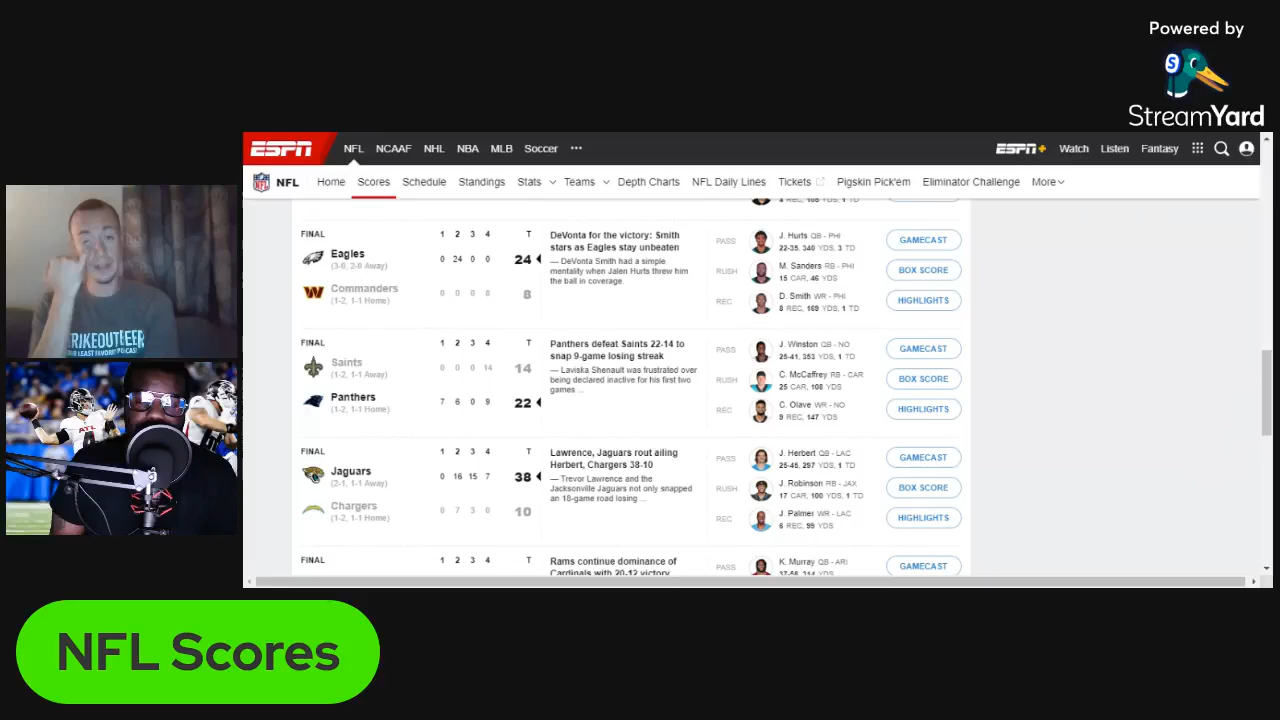 Powered by
StreamYard
ESPN NFL NCAAF NHL NBA MLB Soccer ••• ESPN+ Watch Listen Fantasy
NFL Home Scores Schedule Standings Stats Teams Depth Charts NFL Daily Lines Tickets Pigskin Pick'em Eliminator Challenge More
FINAL 1 2 3 4 T
Eagles 0 24 0 0 24
(3-0, 2-0 Away)
Commanders 0 0 0 8 8
(1-2, 1-1 Home)
DeVonta for the victory: Smith
stars as Eagles stay unbeaten
— DeVonta Smith had a simple
mentality when Jalen Hurts threw him
the ball in coverage.
PASS J. Hurts QB - PHI
22-35, 340 YDS, 3 TD
RUSH M. Sanders RB - PHI
15 CAR, 46 YDS
REC D. Smith WR - PHI
8 REC, 169 YDS, 1 TD
GAMECAST
BOX SCORE
HIGHLIGHTS
FINAL 1 2 3 4 T
Saints 0 0 0 14 14
(1-2, 1-1 Away)
Panthers 7 6 0 9 22
(1-2, 1-1 Home)
Panthers defeat Saints 22-14 to
snap 9-game losing streak
— Laviska Shenault was frustrated over
being declared inactive for his first two
games ...
PASS J. Winston QB - NO
25-41, 353 YDS, 1 TD
RUSH C. McCaffrey RB - CAR
25 CAR, 108 YDS
REC C. Olave WR - NO
9 REC, 147 YDS
GAMECAST
BOX SCORE
HIGHLIGHTS
FINAL 1 2 3 4 T
Jaguars 0 16 15 7 38
(2-1, 1-1 Away)
Chargers 0 7 3 0 10
(1-2, 1-1 Home)
Lawrence, Jaguars rout ailing
Herbert, Chargers 38-10
— Trevor Lawrence and the
Jacksonville Jaguars not only snapped
an 18-game road losing ...
PASS J. Herbert QB - LAC
25-45, 297 YDS, 1 TD
RUSH J. Robinson RB - JAX
17 CAR, 100 YDS, 1 TD
REC J. Palmer WR - LAC
6 REC, 99 YDS
GAMECAST
BOX SCORE
HIGHLIGHTS
FINAL 1 2 3 4 T
Rams continue dominance of
Cardinals with 20-12 victory
PASS K. Murray QB - ARI
GAMECAST
NFL Scores